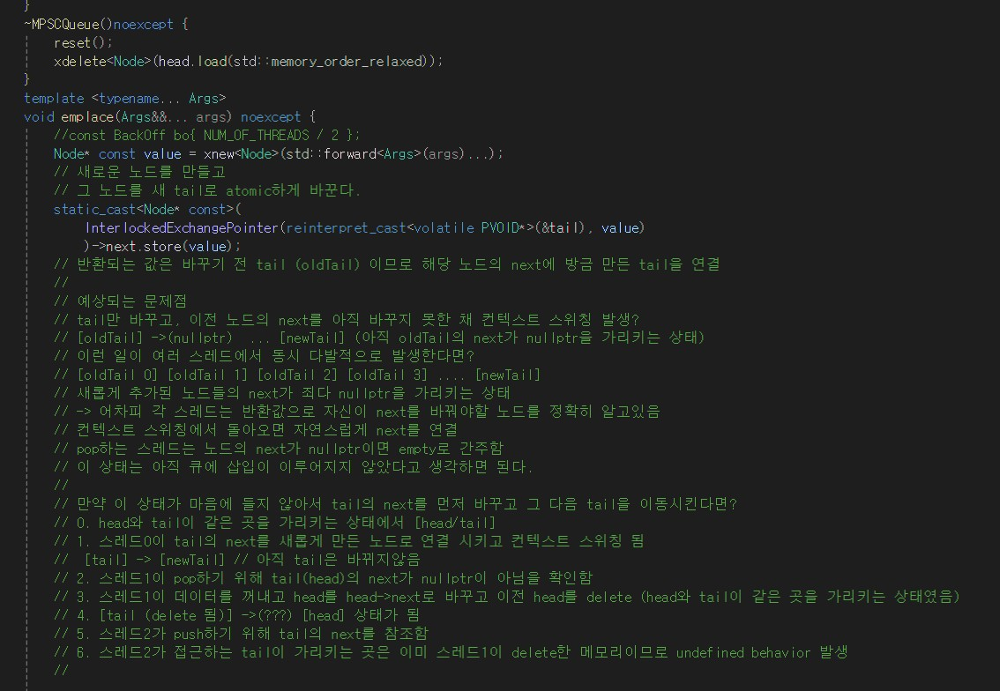 }
~MPSCQueue()noexcept {
reset();
xdelete<Node>(head.load(std::memory_order_relaxed));
}
template <typename... Args>
void emplace(Args&&... args) noexcept {
//const BackOff bo{ NUM_OF_THREADS / 2 };
Node* const value = xnew<Node>(std::forward<Args>(args)...);
// 새로운 노드를 만들고
// 그 노드를 새 tail로 atomic하게 바꾼다.
static_cast<Node* const>(
InterlockedExchangePointer(reinterpret_cast<volatile PVOID*>(&tail), value)
)->next.store(value);
// 반환되는 값은 바꾸기 전 tail (oldTail) 이므로 해당 노드의 next에 방금 만든 tail을 연결
//
// 예상되는 문제점
// tail만 바꾸고, 이전 노드의 next를 아직 바꾸지 못한 채 컨텍스트 스위칭 발생?
// [oldTail] ->(nullptr)  ... [newTail] (아직 oldTail의 next가 nullptr을 가리키는 상태)
// 이런 일이 여러 스레드에서 동시 다발적으로 발생한다면?
// [oldTail 0] [oldTail 1] [oldTail 2] [oldTail 3] .... [newTail]
// 새롭게 추가된 노드들의 next가 죄다 nullptr을 가리키는 상태
// -> 어차피 각 스레드는 반환값으로 자신이 next를 바꿔야할 노드를 정확히 알고있음
// 컨텍스트 스위칭에서 돌아오면 자연스럽게 next를 연결
// pop하는 스레드는 노드의 next가 nullptr이면 empty로 간주함
// 이 상태는 아직 큐에 삽입이 이루어지지 않았다고 생각하면 된다.
//
// 만약 이 상태가 마음에 들지 않아서 tail의 next를 먼저 바꾸고 그 다음 tail을 이동시킨다면?
// 0. head와 tail이 같은 곳을 가리키는 상태에서 [head/tail]
// 1. 스레드0이 tail의 next를 새롭게 만든 노드로 연결 시키고 컨텍스트 스위칭 됨
//  [tail] -> [newTail] // 아직 tail은 바뀌지않음
// 2. 스레드1이 pop하기 위해 tail(head)의 next가 nullptr이 아님을 확인함
// 3. 스레드1이 데이터를 꺼내고 head를 head->next로 바꾸고 이전 head를 delete (head와 tail이 같은 곳을 가리키는 상태였음)
// 4. [tail (delete 됨)] ->(???) [head] 상태가 됨
// 5. 스레드2가 push하기 위해 tail의 next를 참조함
// 6. 스레드2가 접근하는 tail이 가리키는 곳은 이미 스레드1이 delete한 메모리이므로 undefined behavior 발생
//